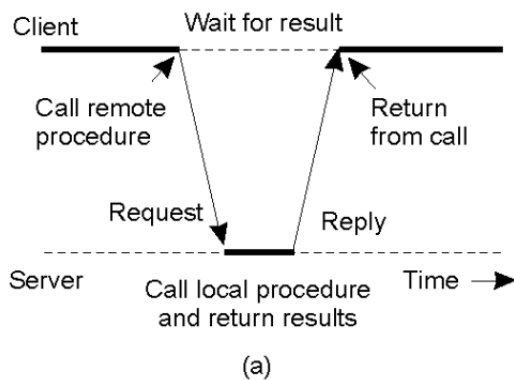 Client
Wait for result
Call remote
procedure
Return
from call
Request
Reply
Server
Time
Call local procedure
and return results
(a)